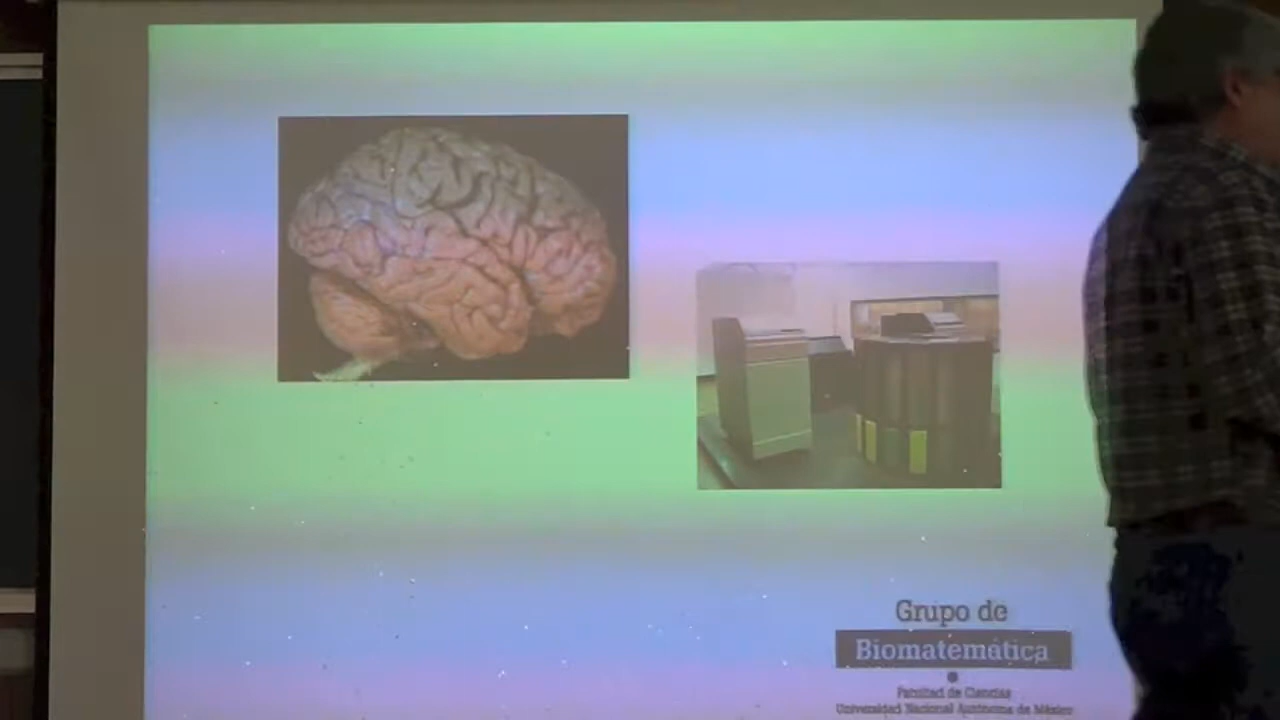 Grupo de
Biomatemática
Facultad de Ciencias
Universidad Nacional Autónoma de México